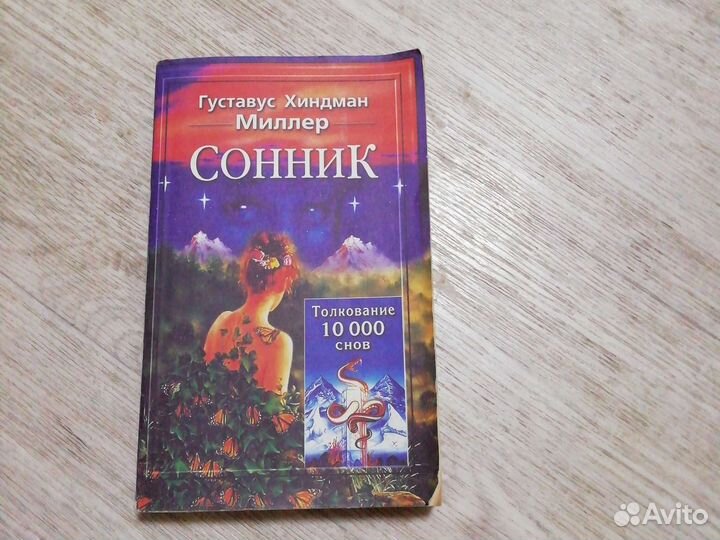 Густавус Хиндман
Миллер
Сонник
Толкование
10 000
снов
Avito